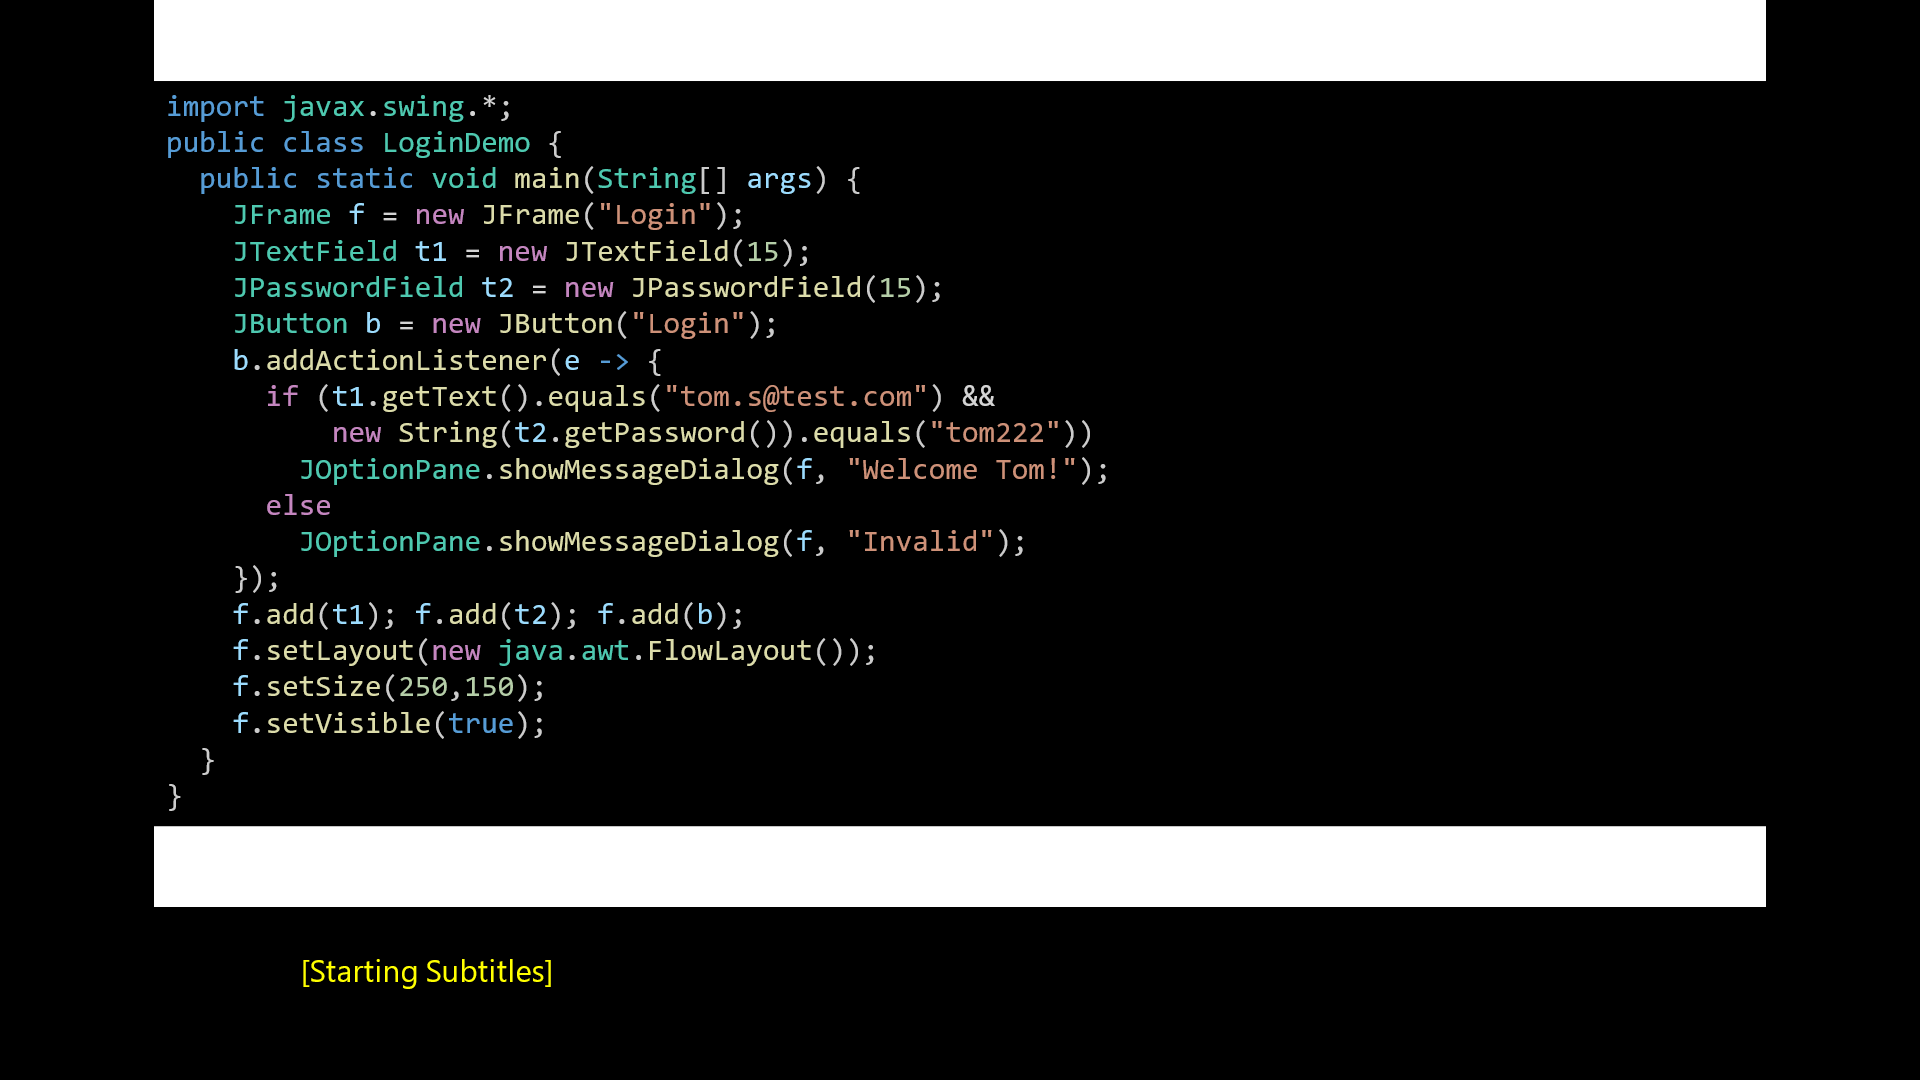 import javax.swing.*;
public class LoginDemo {
  public static void main(String[] args) {
    JFrame f = new JFrame("Login");
    JTextField t1 = new JTextField(15);
    JPasswordField t2 = new JPasswordField(15);
    JButton b = new JButton("Login");
    b.addActionListener(e -> {
      if (t1.getText().equals("tom.s@test.com") &&
          new String(t2.getPassword()).equals("tom222"))
        JOptionPane.showMessageDialog(f, "Welcome Tom!");
      else
        JOptionPane.showMessageDialog(f, "Invalid");
    });
    f.add(t1); f.add(t2); f.add(b);
    f.setLayout(new java.awt.FlowLayout());
    f.setSize(250,150);
    f.setVisible(true);
  }
}
[Starting Subtitles]